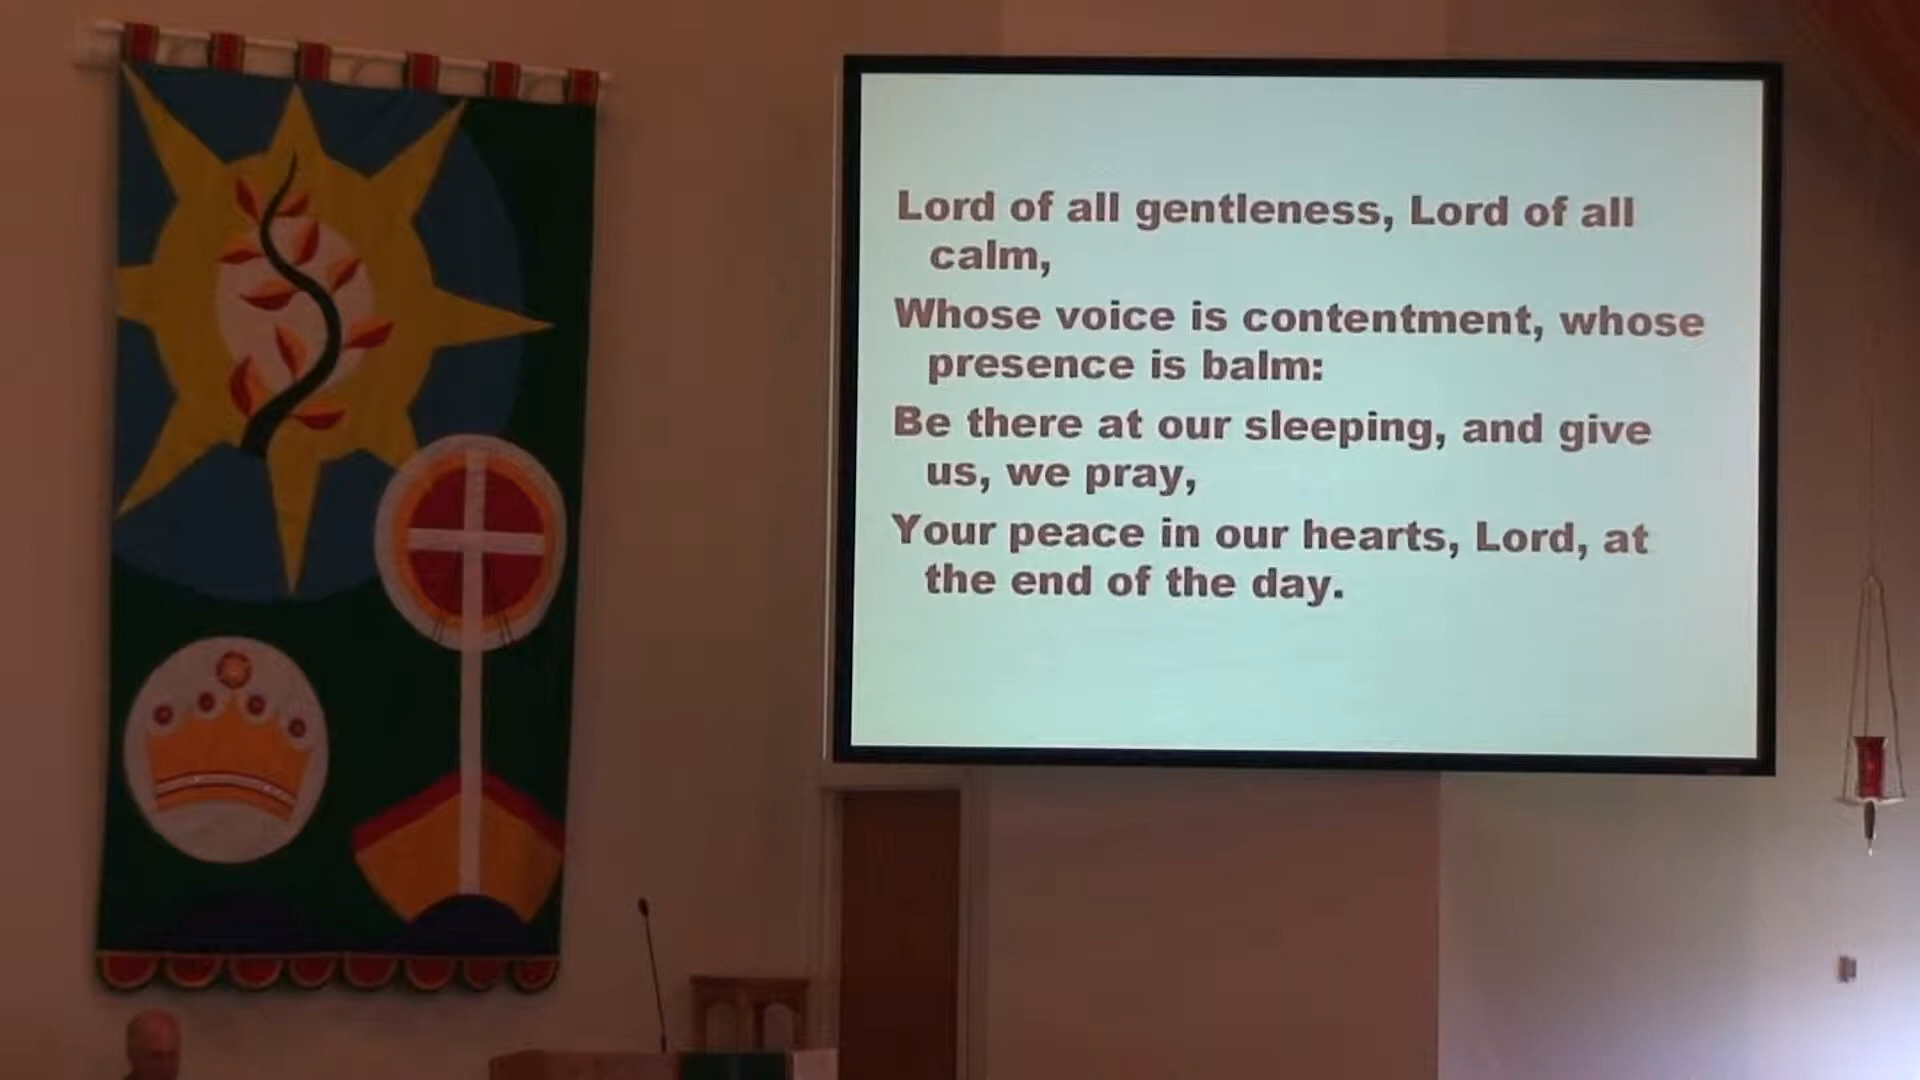 Lord of all gentleness, Lord of all
calm,
Whose voice is contentment, whose
presence is balm:
Be there at our sleeping, and give
us, we pray,
Your peace in our hearts, Lord, at
the end of the day.